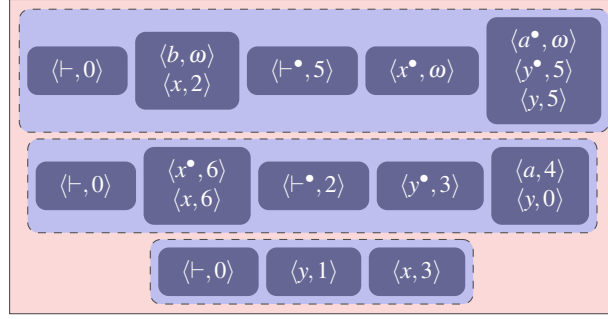 ⟨⊢, 0⟩ ⟨b, ω⟩ ⟨x, 2⟩ ⟨⊢•, 5⟩ ⟨x•, ω⟩ ⟨a•, ω⟩ ⟨y•, 5⟩ ⟨y, 5⟩
⟨⊢, 0⟩ ⟨x•, 6⟩ ⟨x, 6⟩ ⟨⊢•, 2⟩ ⟨y•, 3⟩ ⟨a, 4⟩ ⟨y, 0⟩
⟨⊢, 0⟩ ⟨y, 1⟩ ⟨x, 3⟩